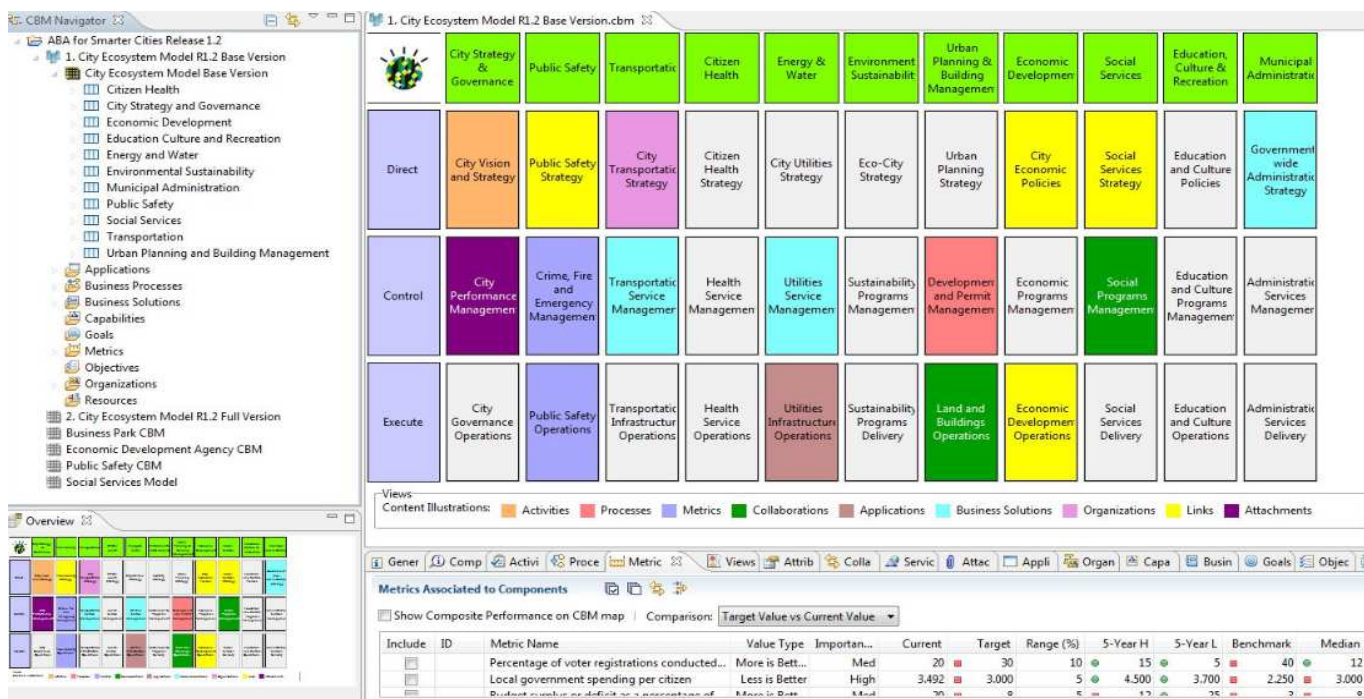 CBM Navigator
ABA for Smarter Cities Release 1.2
1. City Ecosystem Model R1.2 Base Version
City Ecosystem Model Base Version
Citizen Health
City Strategy and Governance
Economic Development
Education Culture and Recreation
Energy and Water
Environmental Sustainability
Municipal Administration
Public Safety
Social Services
Transportation
Urban Planning and Building Management
Applications
Business Processes
Business Solutions
Capabilities
Goals
Metrics
Objectives
Organizations
Resources
2. City Ecosystem Model R1.2 Full Version
Business Park CBM
Economic Development Agency CBM
Public Safety CBM
Social Services Model
Overview
1. City Ecosystem Model R1.2 Base Version.cbm
City Strategy
&
Governance
Public Safety
Transportatic
Citizen
Health
Energy &
Water
Environment
Sustainabilit
Urban
Planning &
Building
Management
Economic
Developmen
Social
Services
Education,
Culture &
Recreation
Municipal
Administratic
Direct
City Vision
and Strategy
Public Safety
Strategy
City
Transportatic
Strategy
Citizen
Health
Strategy
City Utilities
Strategy
Eco-City
Strategy
Urban
Planning
Strategy
City
Economic
Policies
Social
Services
Strategy
Education
and Culture
Policies
Government
wide
Administratic
Strategy
Control
City
Performance
Management
Crime, Fire
and
Emergency
Management
Transportatic
Service
Managemer
Health
Service
Managemen
Utilities
Service
Management
Sustainability
Programs
Management
Developmen
and Permit
Managemen
Economic
Programs
Managemen
Social
Programs
Management
Education
and Culture
Programs
Managemen
Administratic
Services
Managemer
Execute
City
Governance
Operations
Public Safety
Operations
Transportatic
Infrastructur
Operations
Health
Service
Operations
Utilities
Infrastructure
Operations
Sustainability
Programs
Delivery
Land and
Buildings
Operations
Economic
Developmen
Operations
Social
Services
Delivery
Education
and Culture
Operations
Administratic
Services
Delivery
Views
Content Illustrations: Activities Processes Metrics Collaborations Applications Business Solutions Organizations Links Attachments
Gener Comp Activi Proce Metric Views Attrib Colla Servic Attac Appli Organ Capa Busin Goals Objec
Metrics Associated to Components
Show Composite Performance on CBM map Comparison: Target Value vs Current Value
Include ID Metric Name Value Type Importan... Current Target Range (%) 5-Year H 5-Year L Benchmark Median
Percentage of voter registrations conducted... More is Bett... Med 20 30 10 15 5 40 12
Local government spending per citizen Less is Better High 3.492 3.000 5 4.500 3.700 2.250 3.000